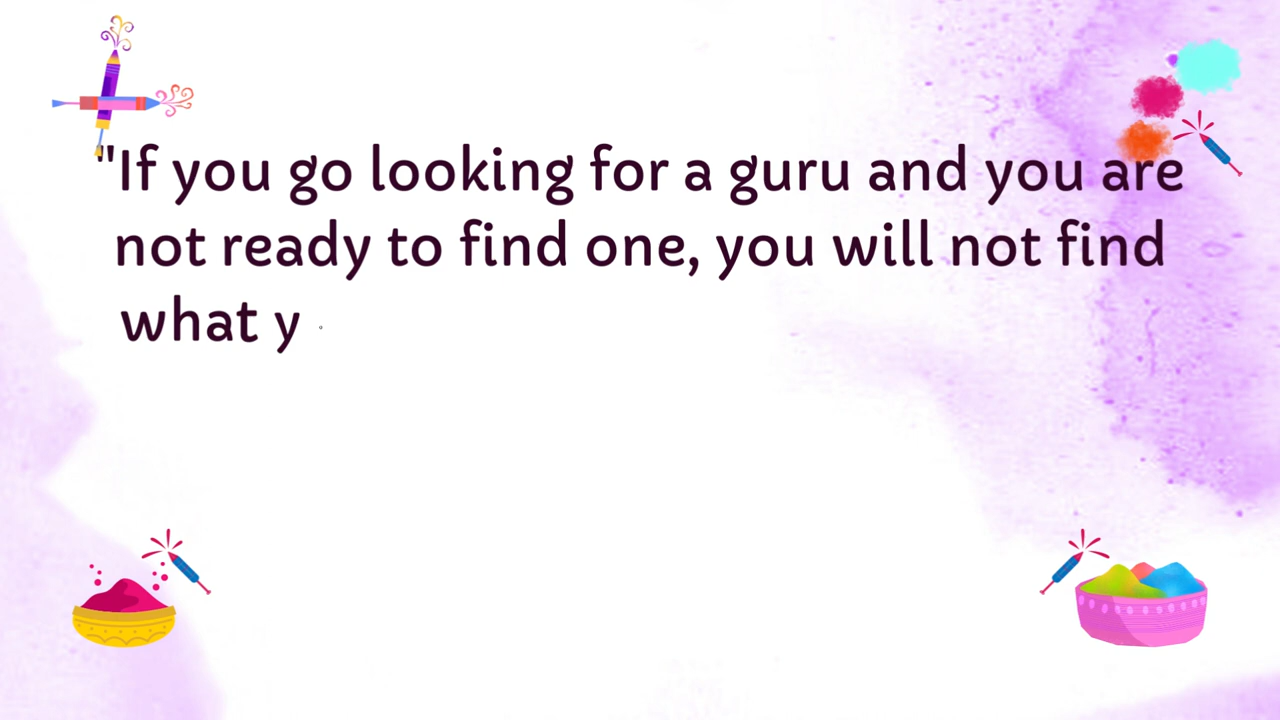 "If you go looking for a guru and you are
not ready to find one, you will not find
what y